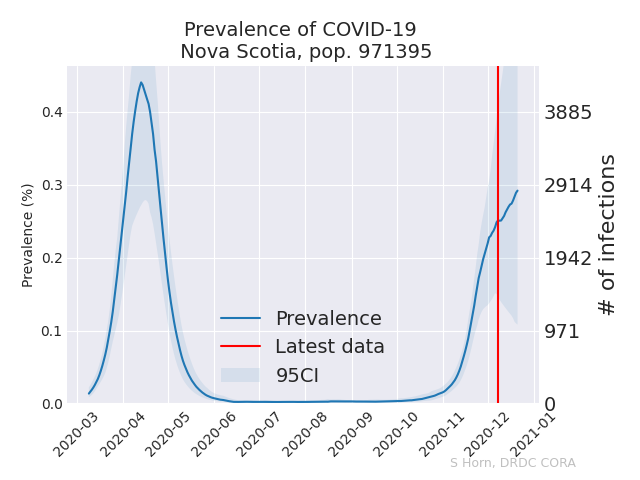 Prevalence of COVID-19
Nova Scotia, pop. 971395
Prevalence (%)
0.4
0.3
0.2
0.1
0.0
3885
2914
1942
971
0
# of infections
Prevalence
Latest data
95CI
2020-03
2020-04
2020-05
2020-06
2020-07
2020-08
2020-09
2020-10
2020-11
2020-12
2021-01
S Horn, DRDC CORA